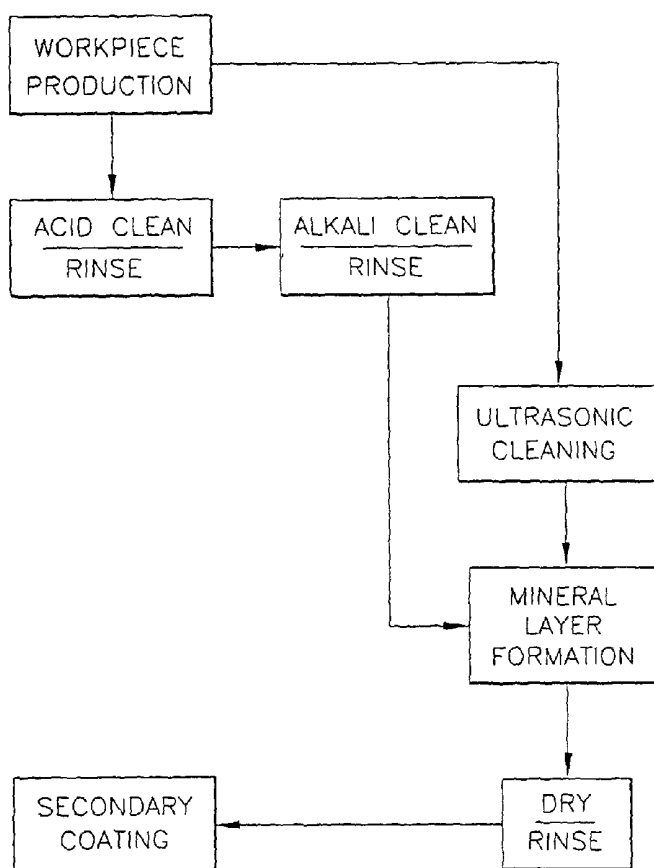 WORKPIECE
PRODUCTION
ACID CLEAN
RINSE
ALKALI CLEAN
RINSE
ULTRASONIC
CLEANING
MINERAL
LAYER
FORMATION
DRY
RINSE
SECONDARY
COATING